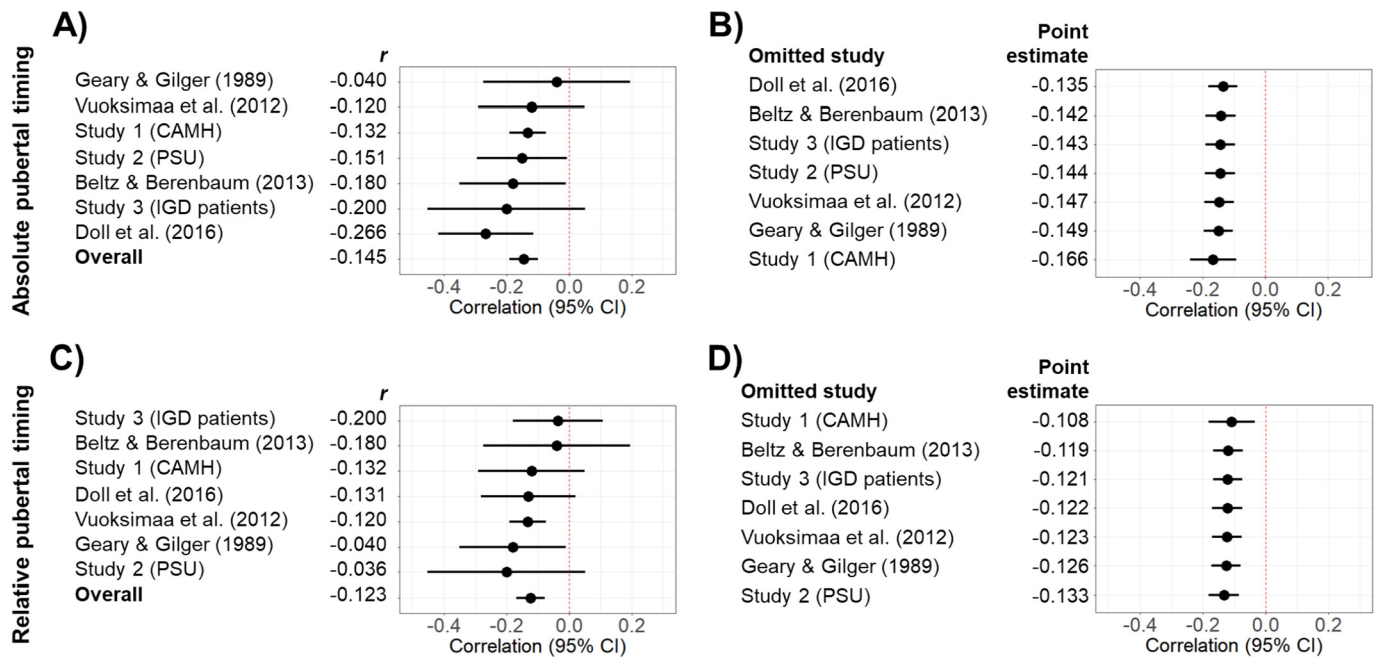 A)
r
Absolute pubertal timing
Geary & Gilger (1989) -0.040
Vuoksimaa et al. (2012) -0.120
Study 1 (CAMH) -0.132
Study 2 (PSU) -0.151
Beltz & Berenbaum (2013) -0.180
Study 3 (IGD patients) -0.200
Doll et al. (2016) -0.266
Overall -0.145
-0.4 -0.2 0.0 0.2
Correlation (95% CI)
B)
Point
Omitted study estimate
Doll et al. (2016) -0.135
Beltz & Berenbaum (2013) -0.142
Study 3 (IGD patients) -0.143
Study 2 (PSU) -0.144
Vuoksimaa et al. (2012) -0.147
Geary & Gilger (1989) -0.149
Study 1 (CAMH) -0.166
-0.4 -0.2 0.0 0.2
Correlation (95% CI)
C)
r
Relative pubertal timing
Study 3 (IGD patients) -0.200
Beltz & Berenbaum (2013) -0.180
Study 1 (CAMH) -0.132
Doll et al. (2016) -0.131
Vuoksimaa et al. (2012) -0.120
Geary & Gilger (1989) -0.040
Study 2 (PSU) -0.036
Overall -0.123
-0.4 -0.2 0.0 0.2
Correlation (95% CI)
D)
Point
Omitted study estimate
Study 1 (CAMH) -0.108
Beltz & Berenbaum (2013) -0.119
Study 3 (IGD patients) -0.121
Doll et al. (2016) -0.122
Vuoksimaa et al. (2012) -0.123
Geary & Gilger (1989) -0.126
Study 2 (PSU) -0.133
-0.4 -0.2 0.0 0.2
Correlation (95% CI)